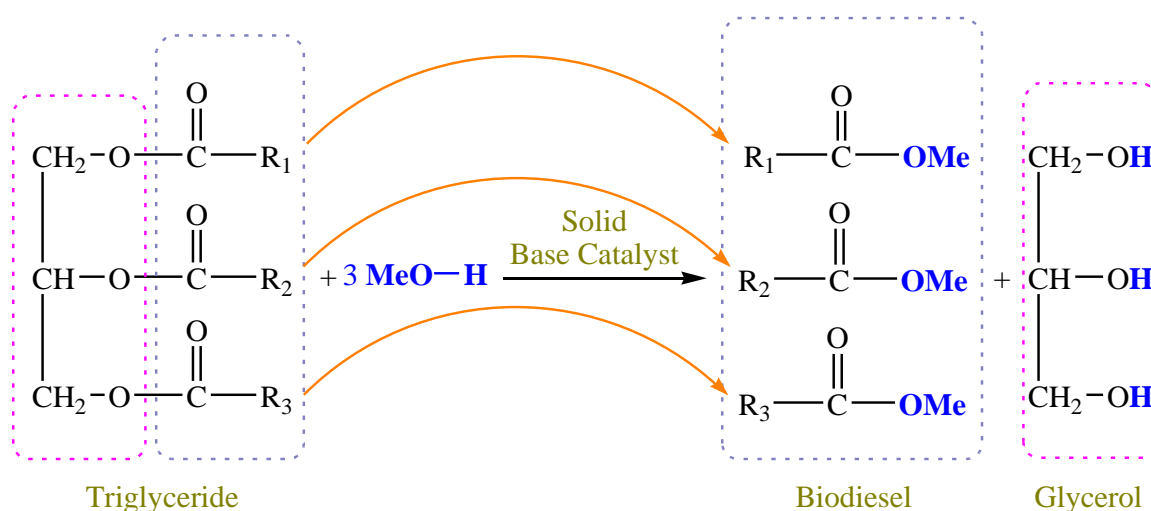 O
CH₂ O C R₁
O
CH O C R₂
O
CH₂ O C R₃
+ 3 MeO H
Solid
Base Catalyst
O
R₁ C OMe
O
R₂ C OMe
O
R₃ C OMe
+
CH₂ OH
CH OH
CH₂ OH
Triglyceride
Biodiesel
Glycerol